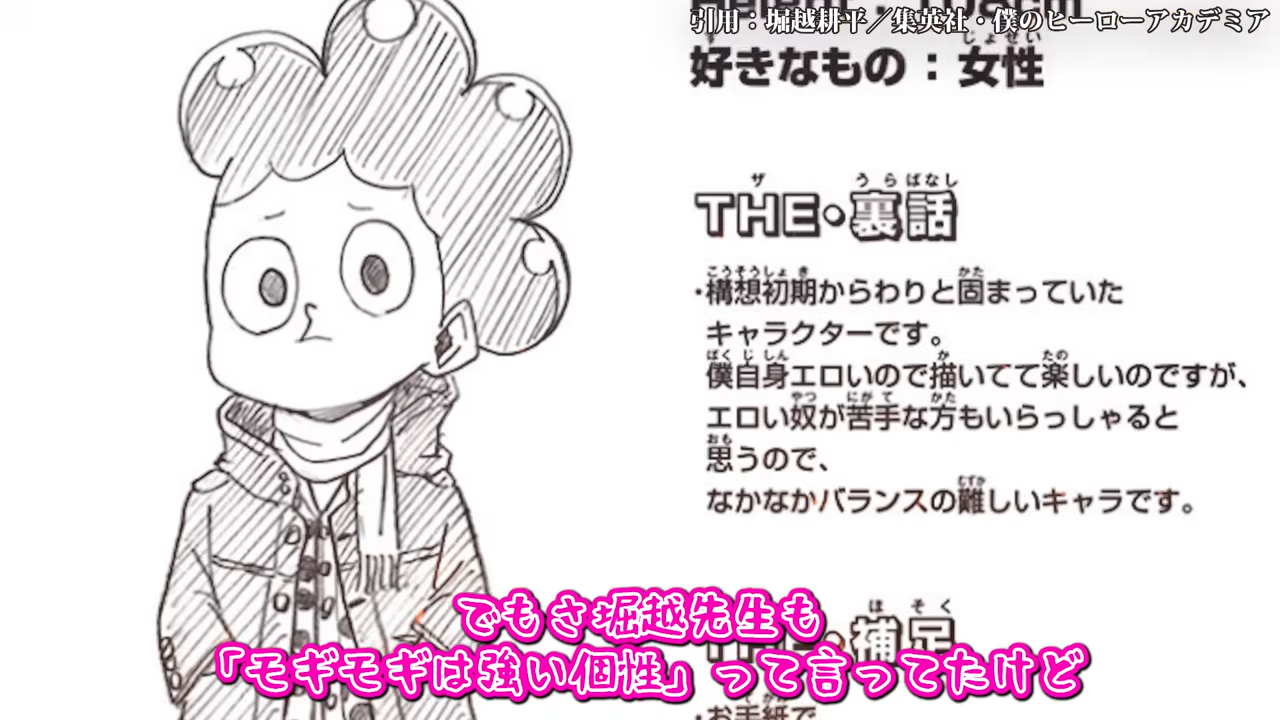 引用：堀越耕平／集英社・僕のヒーローアカデミア
好きなもの：女性
THE・裏話
・構想初期からわりと固まっていた
キャラクターです。
僕自身エロいので描いてて楽しいのですが、
エロい奴が苦手な方もいらっしゃると
思うので、
なかなかバランスの難しいキャラです。
補足
でもさ堀越先生も
「モギモギは強い個性」って言ってたけど
・お手紙で